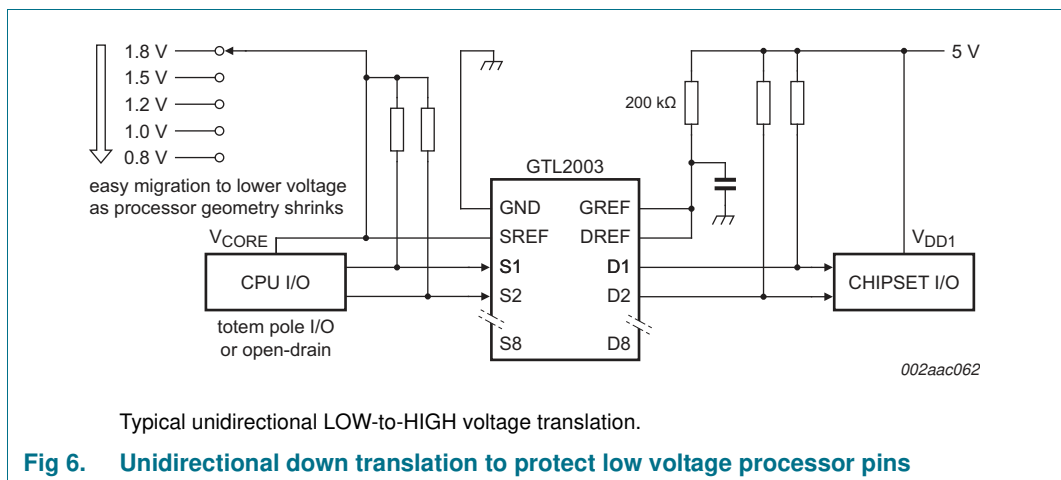 1.8 V
1.5 V
1.2 V
1.0 V
0.8 V
easy migration to lower voltage
as processor geometry shrinks
5 V
200 kΩ
GTL2003
GND
GREF
SREF
DREF
S1
D1
S2
D2
S8
D8
VCORE
CPU I/O
totem pole I/O
or open-drain
VDD1
CHIPSET I/O
002aac062
Typical unidirectional LOW-to-HIGH voltage translation.
Fig 6. Unidirectional down translation to protect low voltage processor pins